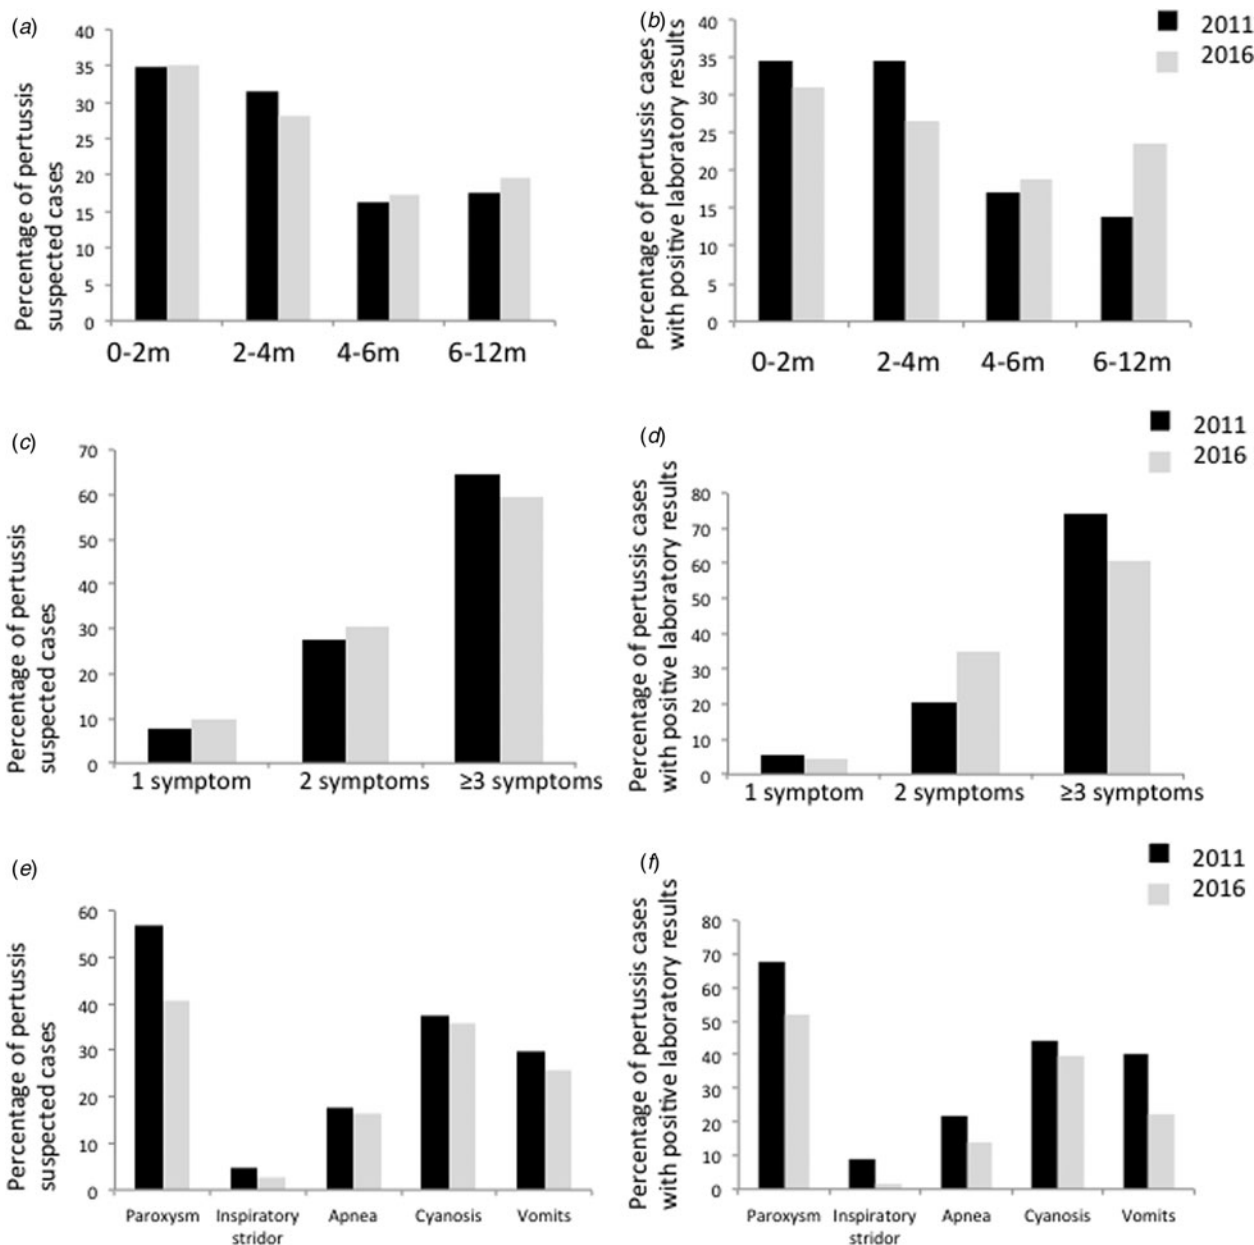 (a)
Percentage of pertussis
suspected cases
40
35
30
25
20
15
10
5
0
0-2m 2-4m 4-6m 6-12m
(b)
Percentage of pertussis cases
with positive laboratory results
40
35
30
25
20
15
10
5
0
0-2m 2-4m 4-6m 6-12m
2011
2016
(c)
Percentage of pertussis
suspected cases
70
60
50
40
30
20
10
0
1 symptom 2 symptoms ≥3 symptoms
(d)
Percentage of pertussis cases
with positive laboratory results
80
70
60
50
40
30
20
10
0
1 symptom 2 symptoms ≥3 symptoms
2011
2016
(e)
Percentage of pertussis
suspected cases
60
50
40
30
20
10
0
Paroxysm Inspiratory Apnea Cyanosis Vomits
stridor
(f)
Percentage of pertussis cases
with positive laboratory results
80
70
60
50
40
30
20
10
0
Paroxysm Inspiratory Apnea Cyanosis Vomits
stridor
2011
2016